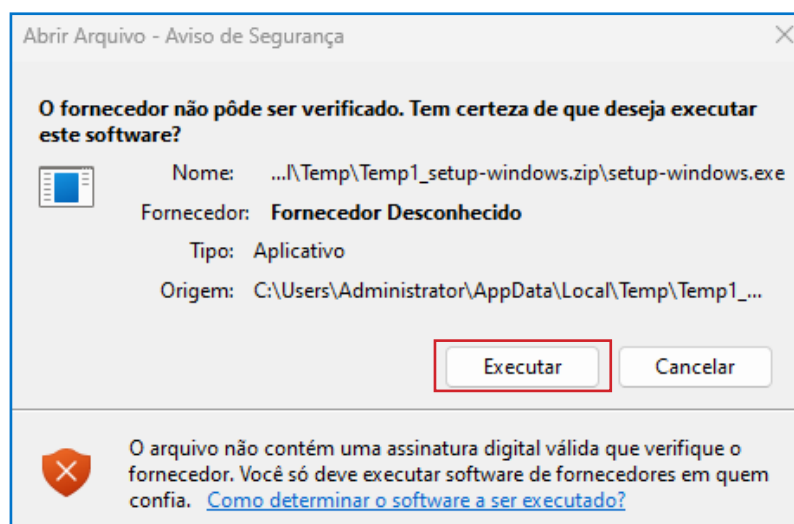 Abrir Arquivo - Aviso de Segurança
O fornecedor não pôde ser verificado. Tem certeza de que deseja executar
este software?
Nome: ...l\Temp\Temp1_setup-windows.zip\setup-windows.exe
Fornecedor: Fornecedor Desconhecido
Tipo: Aplicativo
Origem: C:\Users\Administrator\AppData\Local\Temp\Temp1_...
Executar Cancelar
O arquivo não contém uma assinatura digital válida que verifique o
fornecedor. Você só deve executar software de fornecedores em quem
confia. Como determinar o software a ser executado?